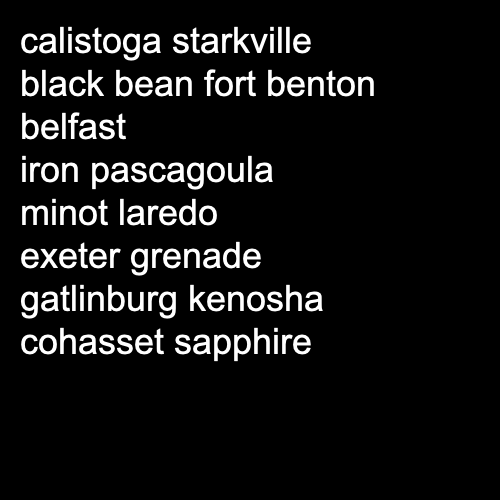 calistoga starkville
black bean fort benton
belfast
iron pascagoula
minot laredo
exeter grenade
gatlinburg kenosha
cohasset sapphire